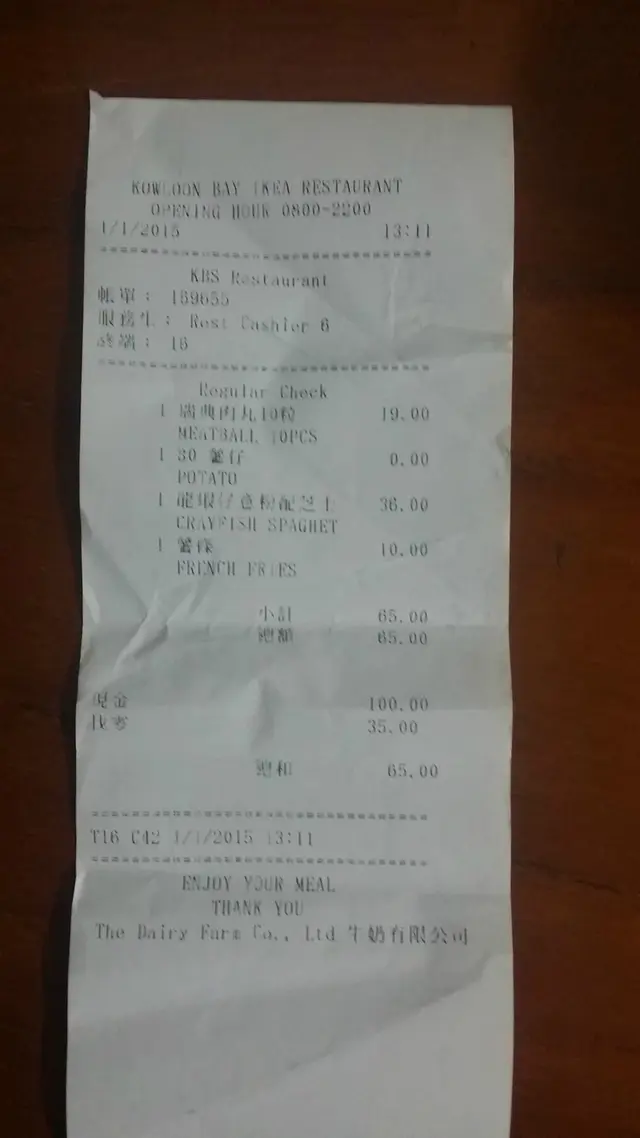 KOWLOON BAY IKEA RESTAURANT
OPENING HOUR 0800-2200
1/1/2015 13:11
KBS Restaurant
帳單： 159655
服務生： Rest Cashier 6
終端： 16
Regular Check
1 瑞典肉丸10粒 19.00
MEATBALL 10PCS
1 30 薯仔 0.00
POTATO
1 龍蝦仔意粉配芝士 36.00
CRAYFISH SPAGHET
1 薯條 10.00
FRENCH FRIES
小計 65.00
總額 65.00
現金 100.00
找零 35.00
總和 65.00
T16 C42 1/1/2015 13:11
ENJOY YOUR MEAL
THANK YOU
The Dairy Farm Co., Ltd 牛奶有限公司